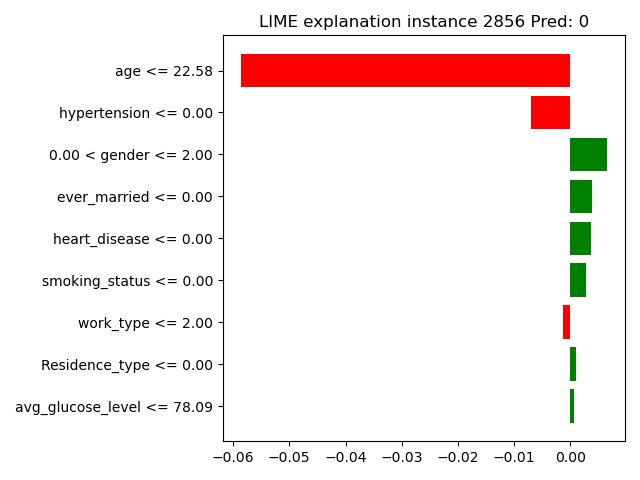 LIME explanation instance 2856 Pred: 0
age <= 22.58
hypertension <= 0.00
0.00 < gender <= 2.00
ever_married <= 0.00
heart_disease <= 0.00
smoking_status <= 0.00
work_type <= 2.00
Residence_type <= 0.00
avg_glucose_level <= 78.09
−0.06 −0.05 −0.04 −0.03 −0.02 −0.01 0.00